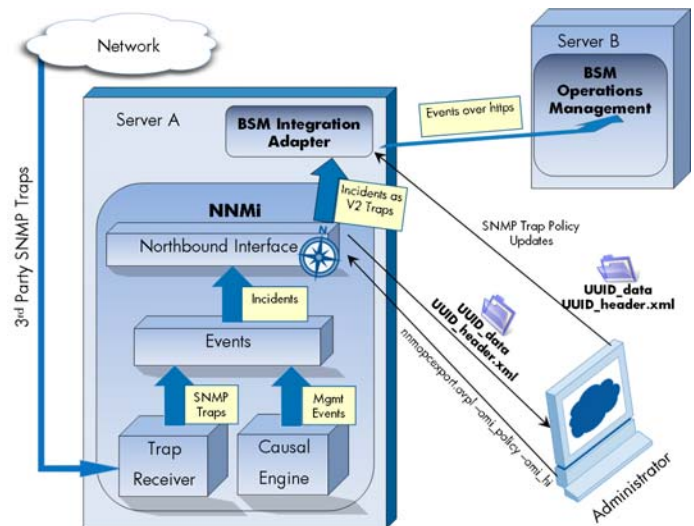 Network
Server B
BSM
Operations
Management
Server A
BSM Integration
Adapter
Events over https
Incidents as
V2 Traps
NNMi
N
Northbound Interface
SNMP Trap Policy
Updates
3rd Party SNMP Traps
Incidents
UUID_data
UUID_header.xml
UUID_data
UUID_header.xml
nnmopcexport.ovpl –omi_policy –omi_hi
Events
SNMP
Traps
Mgmt
Events
Trap
Receiver
Causal
Engine
Administrator